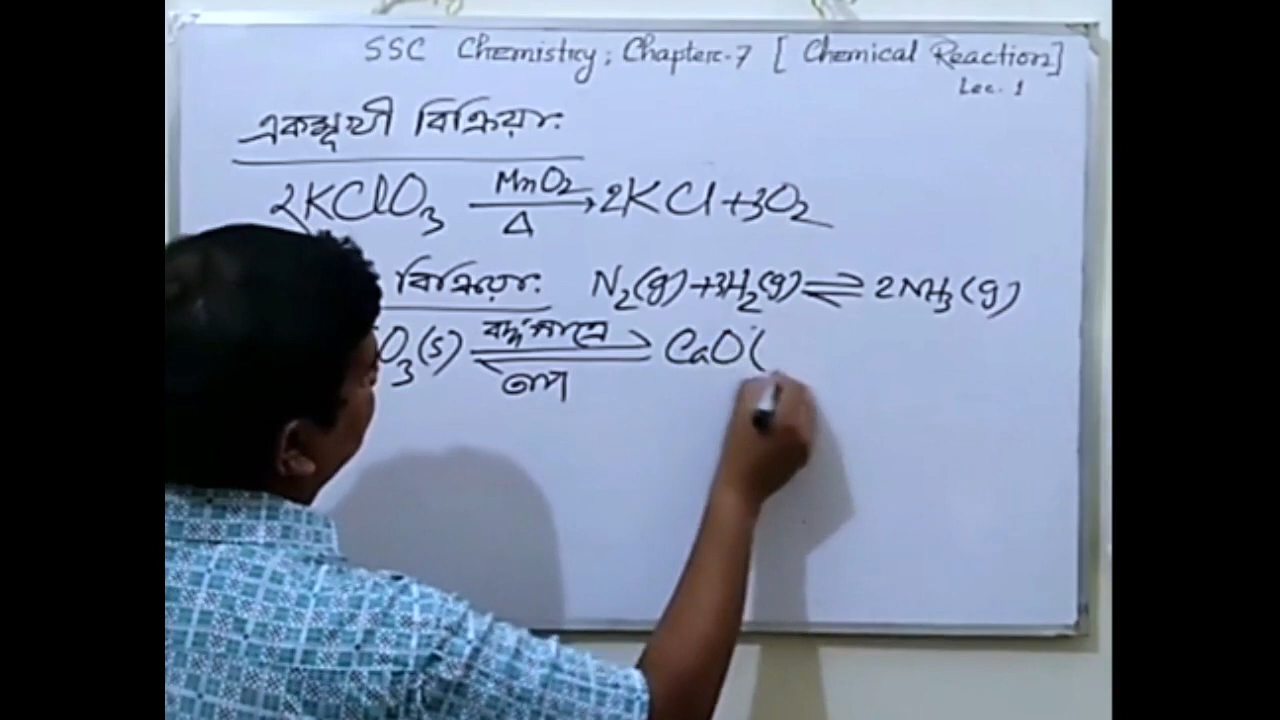 SSC Chemistry; Chapter-7 [ Chemical Reaction]
Lec. 1
একমুখী বিক্রিয়া:
2KClO₃ MnO₂ Δ → 2KCl + 3O₂
বিক্রিয়া: N₂(g) + 3H₂(g) ⇌ 2NH₃(g)
O₃(s) বদ্ধপাত্রে ⇌ তাপ CaO(